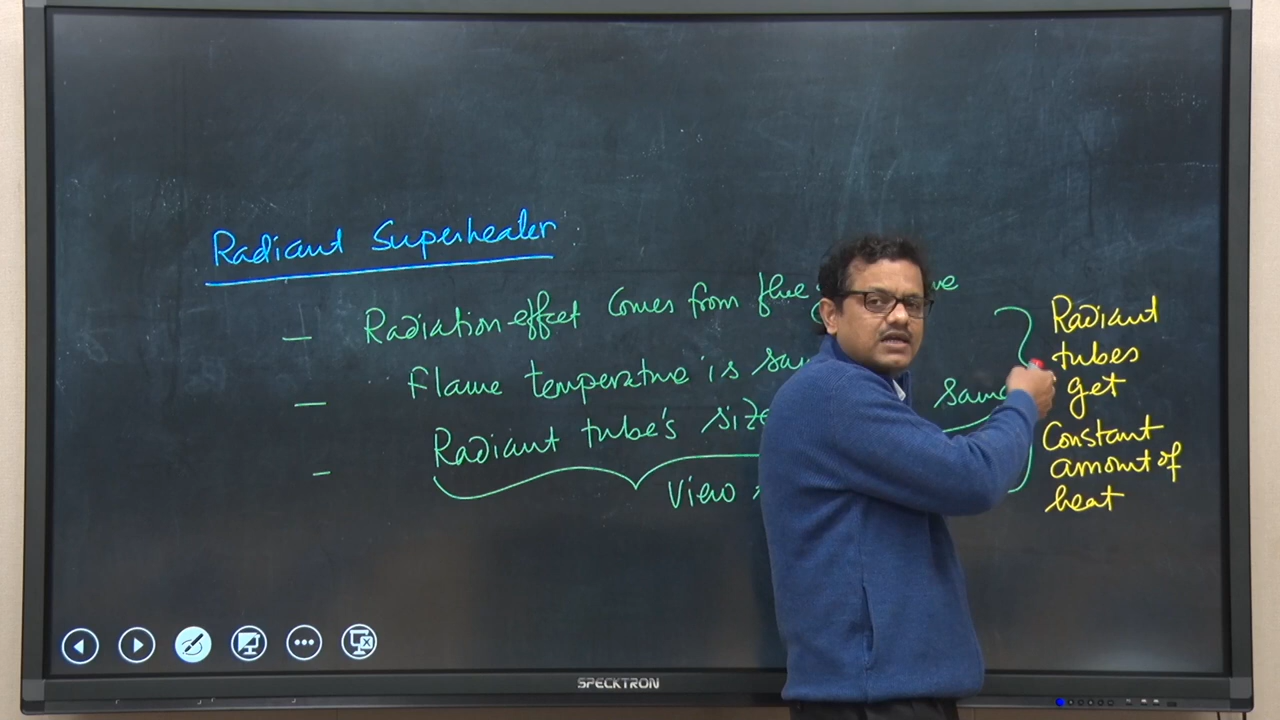 Radiant Superheater
— Radiation effect comes from flue
— Flame temperature is
— Radiant tube's size same
View
Radiant
tubes
get
Constant
amount of
heat
SPECKTRON